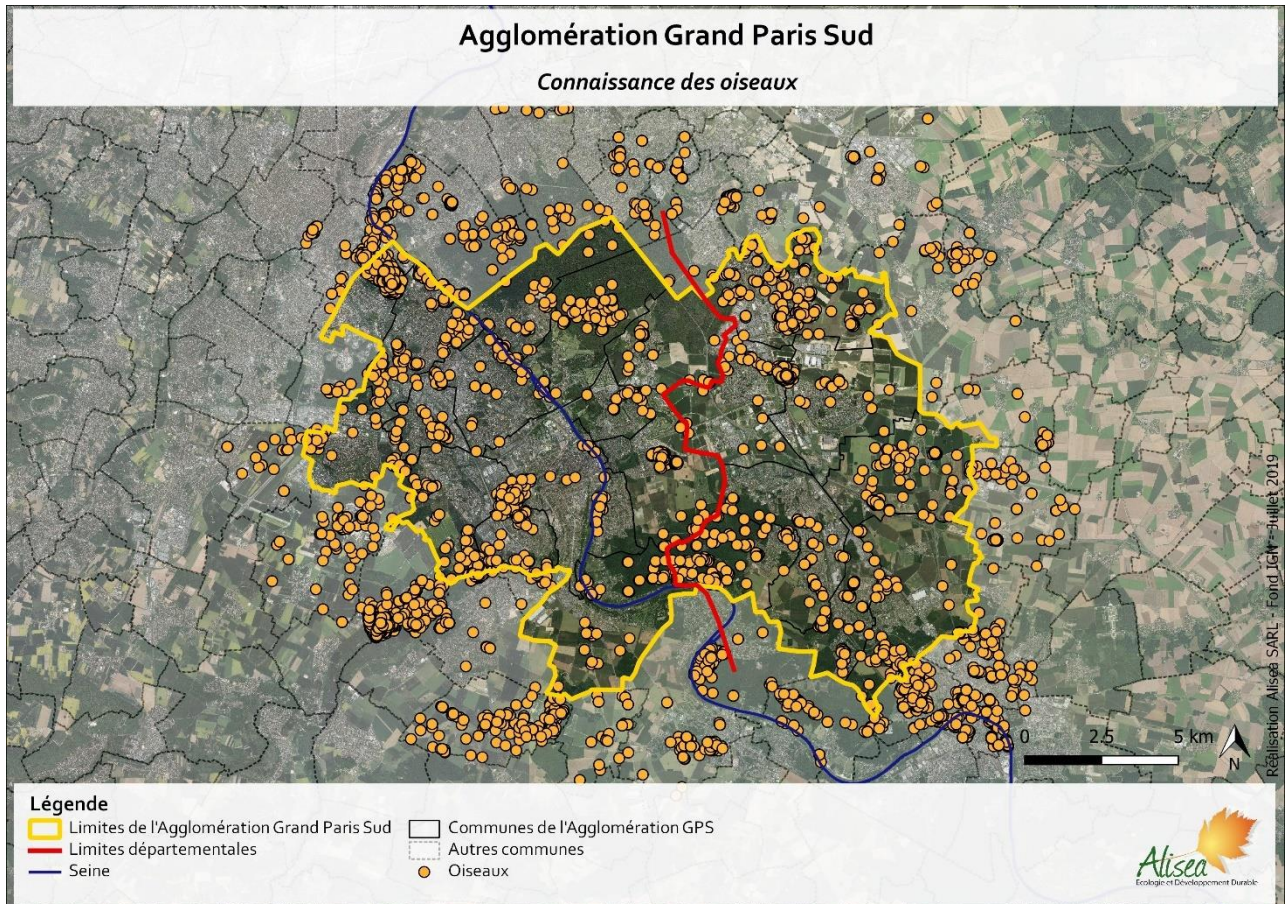 Agglomération Grand Paris Sud
Connaissance des oiseaux
Réalisation Alisea SARL - Fond IGN - Juillet 2019
0 2.5 5 km
N
Légende
Limites de l'Agglomération Grand Paris Sud
Limites départementales
Seine
Communes de l'Agglomération GPS
Autres communes
Oiseaux
Alisea
Ecologie et Développement Durable